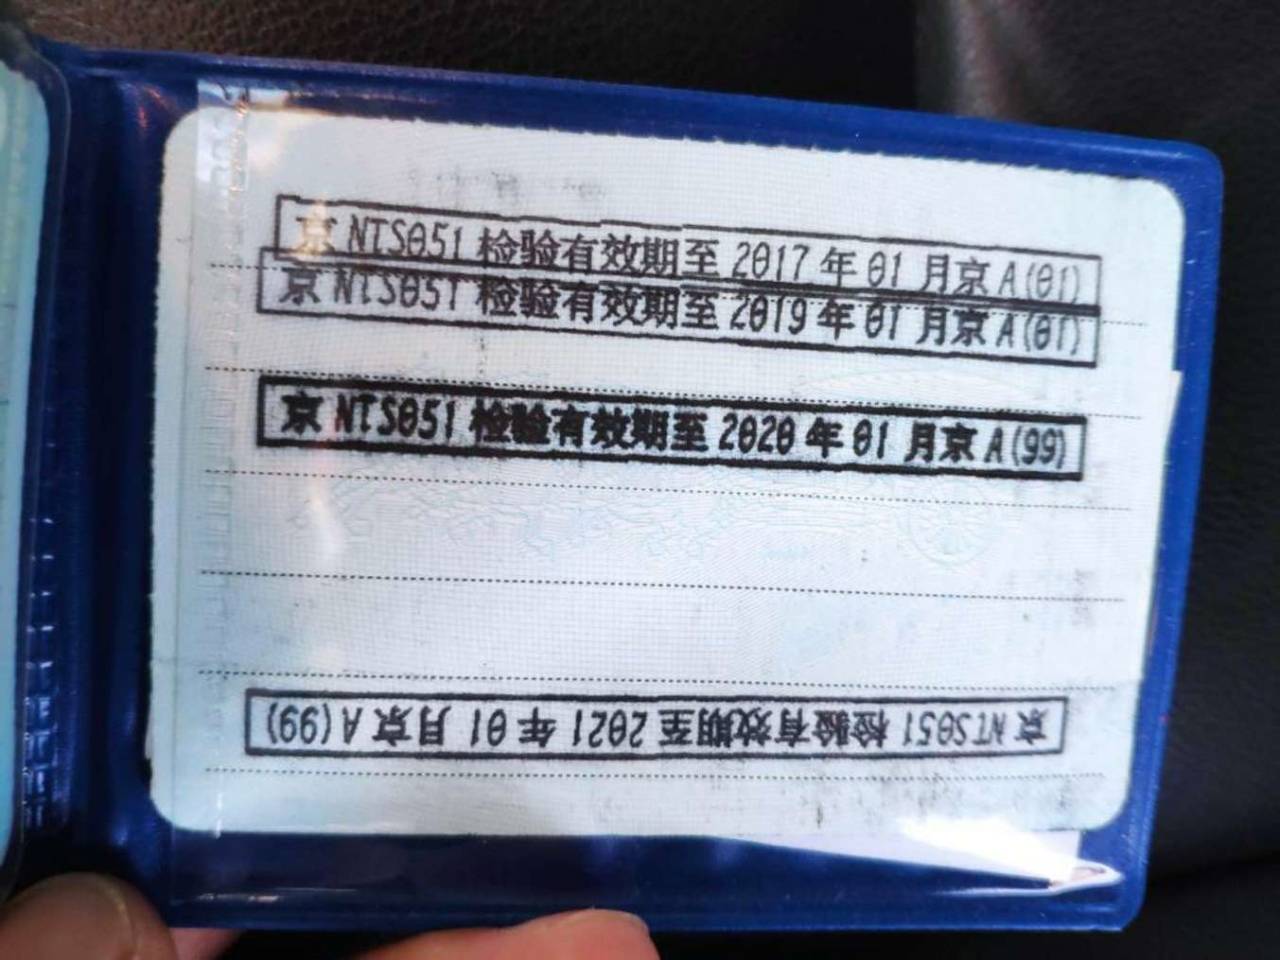 京 NTS051 检验有效期至 2017 年 01 月京 A(01)
京 NTS051 检验有效期至 2019 年 01 月京 A(01)
京 NTS051 检验有效期至 2020 年 01 月京 A(99)
京 NTS051 检验有效期至 2021 年 01 月京 A(99)